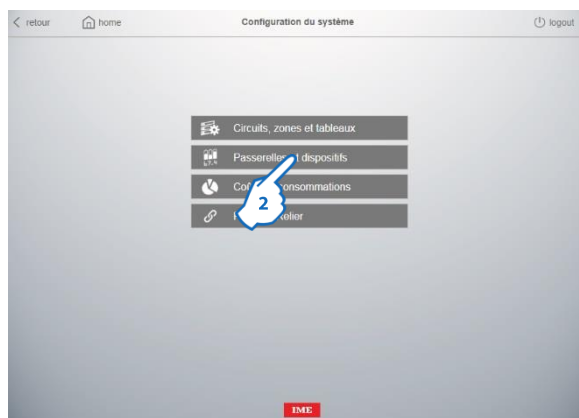 retour home Configuration du système logout
Circuits, zones et tableaux
Passerelles dispositifs
consommations
2
IME